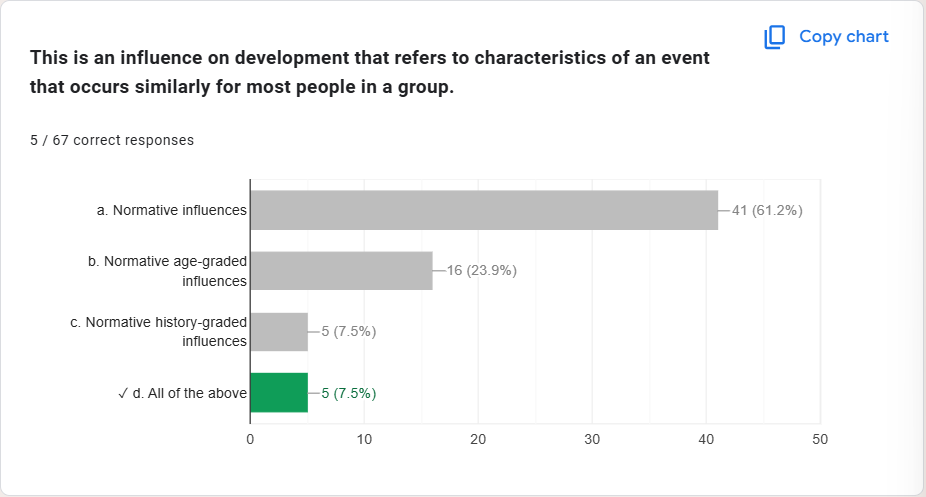 Copy chart
This is an influence on development that refers to characteristics of an event
that occurs similarly for most people in a group.
5 / 67 correct responses
a. Normative influences
41 (61.2%)
b. Normative age-graded
influences
16 (23.9%)
c. Normative history-graded
influences
5 (7.5%)
✓ d. All of the above
5 (7.5%)
0 10 20 30 40 50